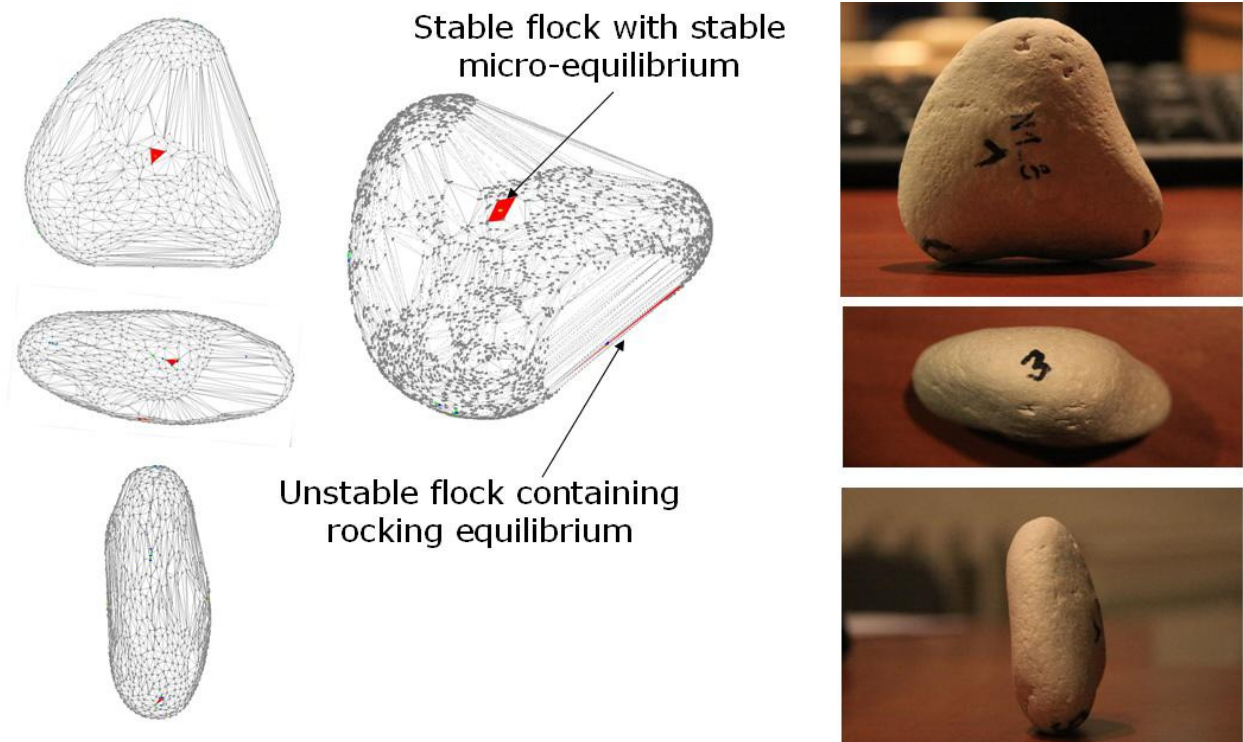 Stable flock with stable
micro-equilibrium
Unstable flock containing
rocking equilibrium
3